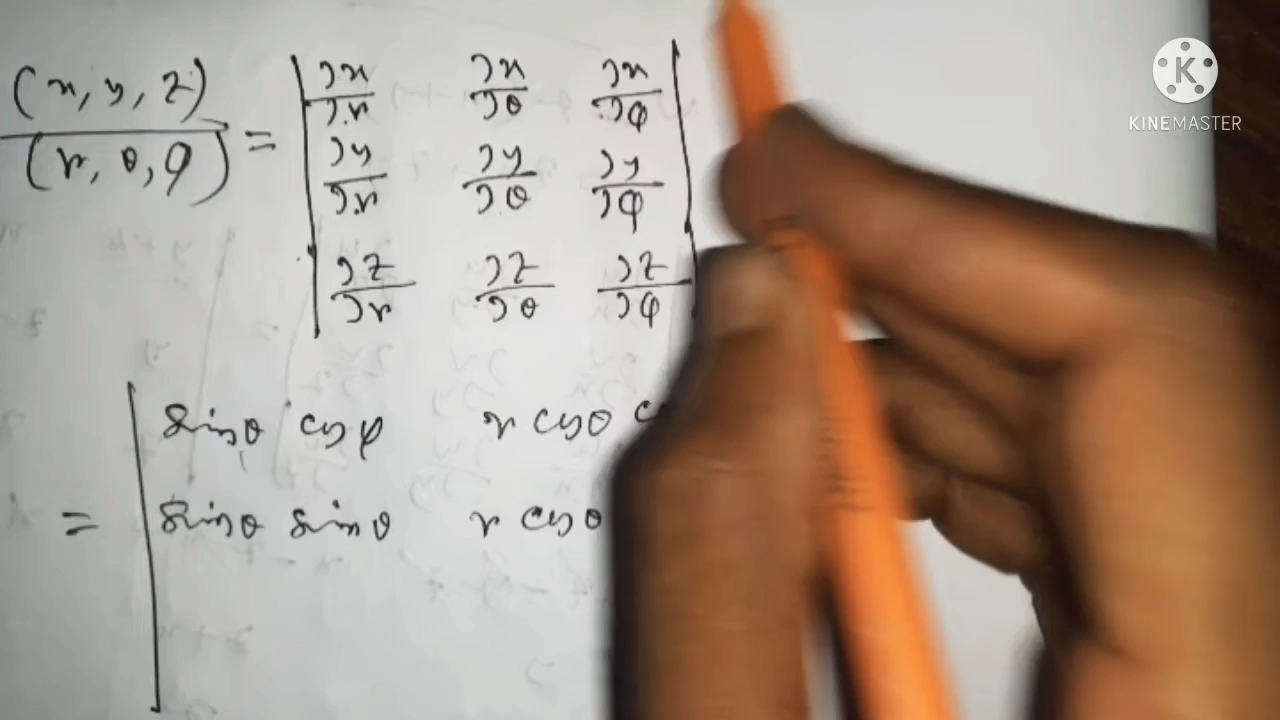 (x, y, z) / (r, θ, φ) = | ∂x/∂r ∂x/∂θ ∂x/∂φ |
| ∂y/∂r ∂y/∂θ ∂y/∂φ |
| ∂z/∂r ∂z/∂θ ∂z/∂φ
| sinθ cosφ r cosθ
= | sinθ sinθ r cosθ
K
KINEMASTER